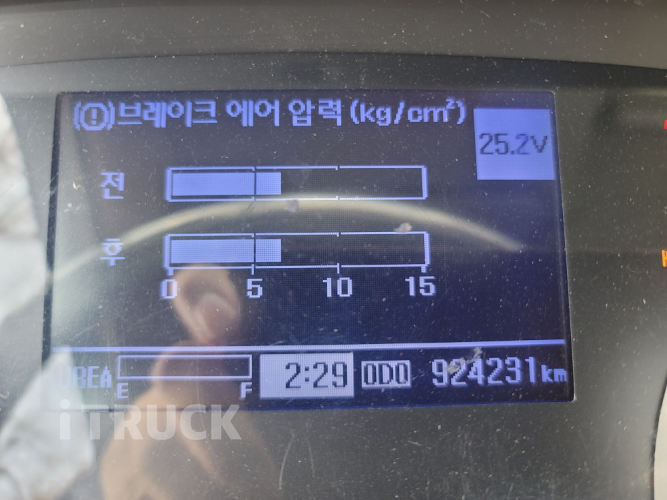 (!)브레이크 에어 압력 (kg/cm²)
25.2V
전
후
0 5 10 15
UREA E F 2:29 ODO 924231km
iTRUCK